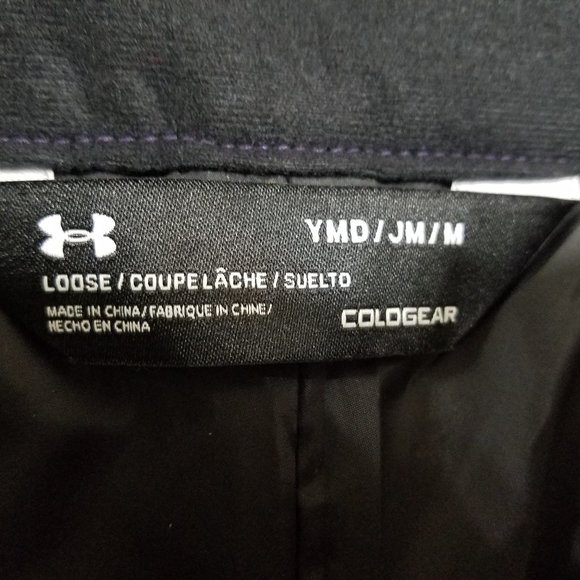 YMD/JM/M
LOOSE/COUPE LÂCHE/SUELTO
MADE IN CHINA/FABRIQUE IN CHINE/
HECHO EN CHINA
COLDGEAR